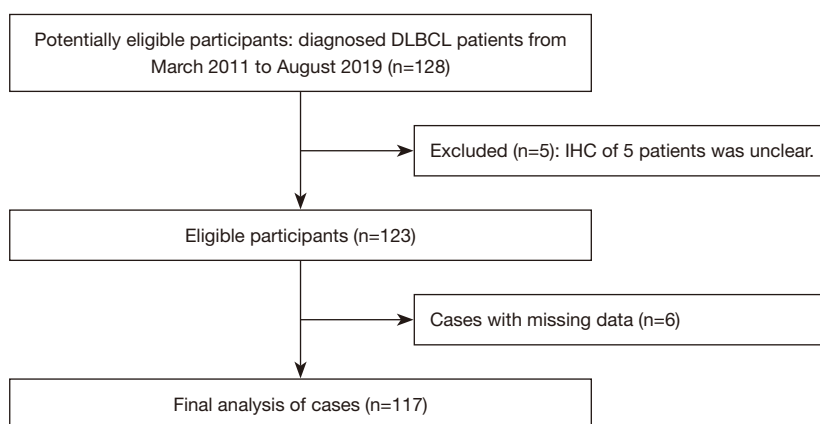 Potentially eligible participants: diagnosed DLBCL patients from
March 2011 to August 2019 (n=128)
Excluded (n=5): IHC of 5 patients was unclear.
Eligible participants (n=123)
Cases with missing data (n=6)
Final analysis of cases (n=117)